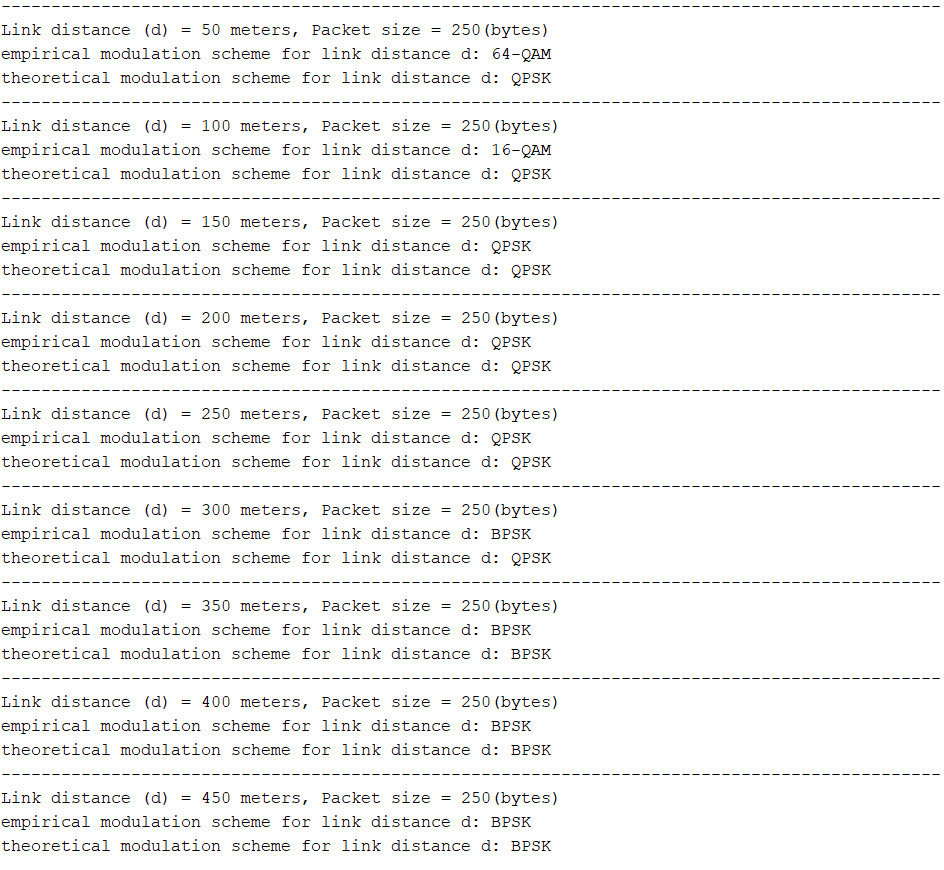 ----------------------------------------------------------------------------------------------
Link distance (d) = 50 meters, Packet size = 250(bytes)
empirical modulation scheme for link distance d: 64-QAM
theoretical modulation scheme for link distance d: QPSK
----------------------------------------------------------------------------------------------
Link distance (d) = 100 meters, Packet size = 250(bytes)
empirical modulation scheme for link distance d: 16-QAM
theoretical modulation scheme for link distance d: QPSK
----------------------------------------------------------------------------------------------
Link distance (d) = 150 meters, Packet size = 250(bytes)
empirical modulation scheme for link distance d: QPSK
theoretical modulation scheme for link distance d: QPSK
----------------------------------------------------------------------------------------------
Link distance (d) = 200 meters, Packet size = 250(bytes)
empirical modulation scheme for link distance d: QPSK
theoretical modulation scheme for link distance d: QPSK
----------------------------------------------------------------------------------------------
Link distance (d) = 250 meters, Packet size = 250(bytes)
empirical modulation scheme for link distance d: QPSK
theoretical modulation scheme for link distance d: QPSK
----------------------------------------------------------------------------------------------
Link distance (d) = 300 meters, Packet size = 250(bytes)
empirical modulation scheme for link distance d: BPSK
theoretical modulation scheme for link distance d: QPSK
----------------------------------------------------------------------------------------------
Link distance (d) = 350 meters, Packet size = 250(bytes)
empirical modulation scheme for link distance d: BPSK
theoretical modulation scheme for link distance d: BPSK
----------------------------------------------------------------------------------------------
Link distance (d) = 400 meters, Packet size = 250(bytes)
empirical modulation scheme for link distance d: BPSK
theoretical modulation scheme for link distance d: BPSK
----------------------------------------------------------------------------------------------
Link distance (d) = 450 meters, Packet size = 250(bytes)
empirical modulation scheme for link distance d: BPSK
theoretical modulation scheme for link distance d: BPSK